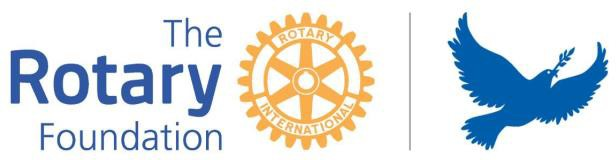 The
Rotary
Foundation
ROTARY
INTERNATIONAL